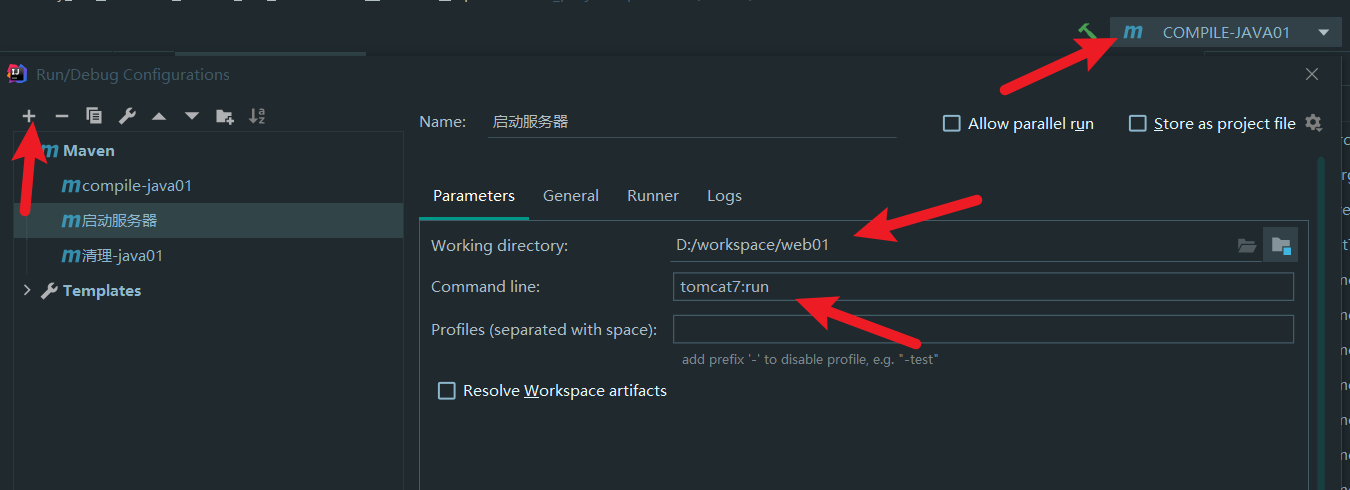 m COMPILE-JAVA01
Run/Debug Configurations
Name: 启动服务器
Allow parallel run
Store as project file
m Maven
m compile-java01
m 启动服务器
m 清理-java01
Templates
Parameters General Runner Logs
Working directory: D:/workspace/web01
Command line: tomcat7:run
Profiles (separated with space):
add prefix '-' to disable profile, e.g. "-test"
Resolve Workspace artifacts